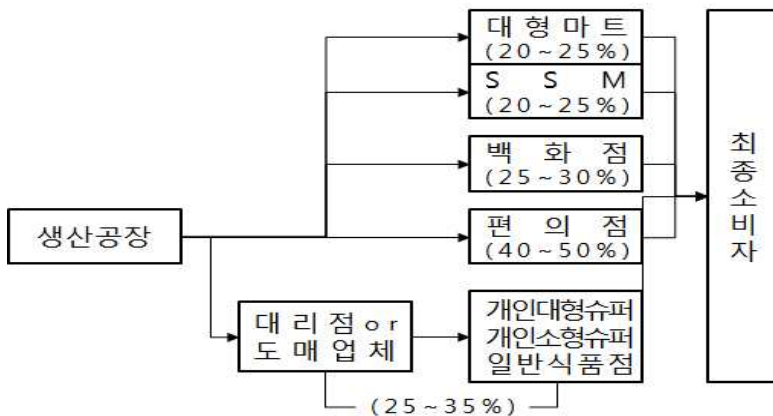 대형마트
(20~25%)
S S M
(20~25%)
백화점
(25~30%)
편의점
(40~50%)
생산공장
대리점or
도매업체
개인대형슈퍼
개인소형슈퍼
일반식품점
(25~35%)
최종소비자